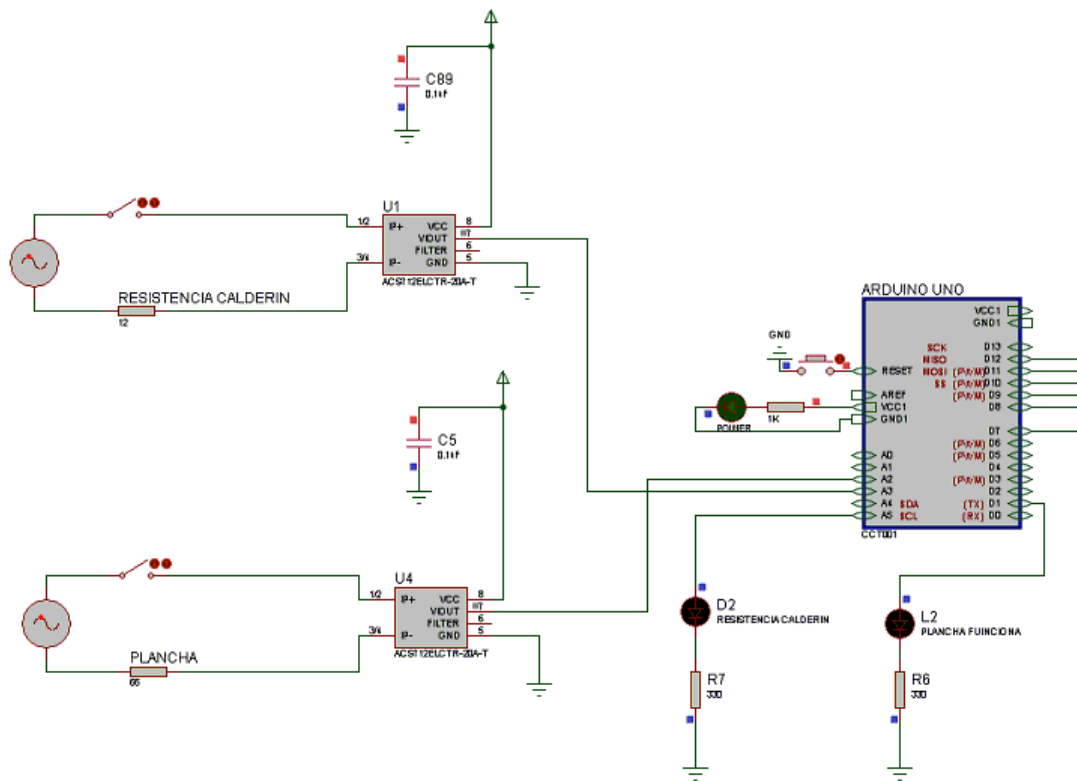 C89
0.1uF
U1
1/2 IP+ VCC 8
VIOUT 7
FILTER 6
3/4 IP- GND 5
ACS712ELCTR-20A-T
RESISTENCIA CALDERIN
12
ARDUINO UNO
VCC1
GND1
GND
SCK D13
MISO D12
RESET MOSI (PWM) D11
SS (PWM) D10
AREF (PWM) D9
VCC1 D8
GND1
POWER
1K
D7
(PWM) D6
(PWM) D5
A0 D4
A1
A2 (PWM) D3
A3 D2
A4 SDA (TX) D1
A5 SCL (RX) D0
CCT001
C5
0.1uF
U4
1/2 IP+ VCC 8
VIOUT 7
FILTER 6
3/4 IP- GND 5
ACS712ELCTR-20A-T
PLANCHA
65
D2
RESISTENCIA CALDERIN
L2
PLANCHA FUINCIONA
R7
330
R6
330